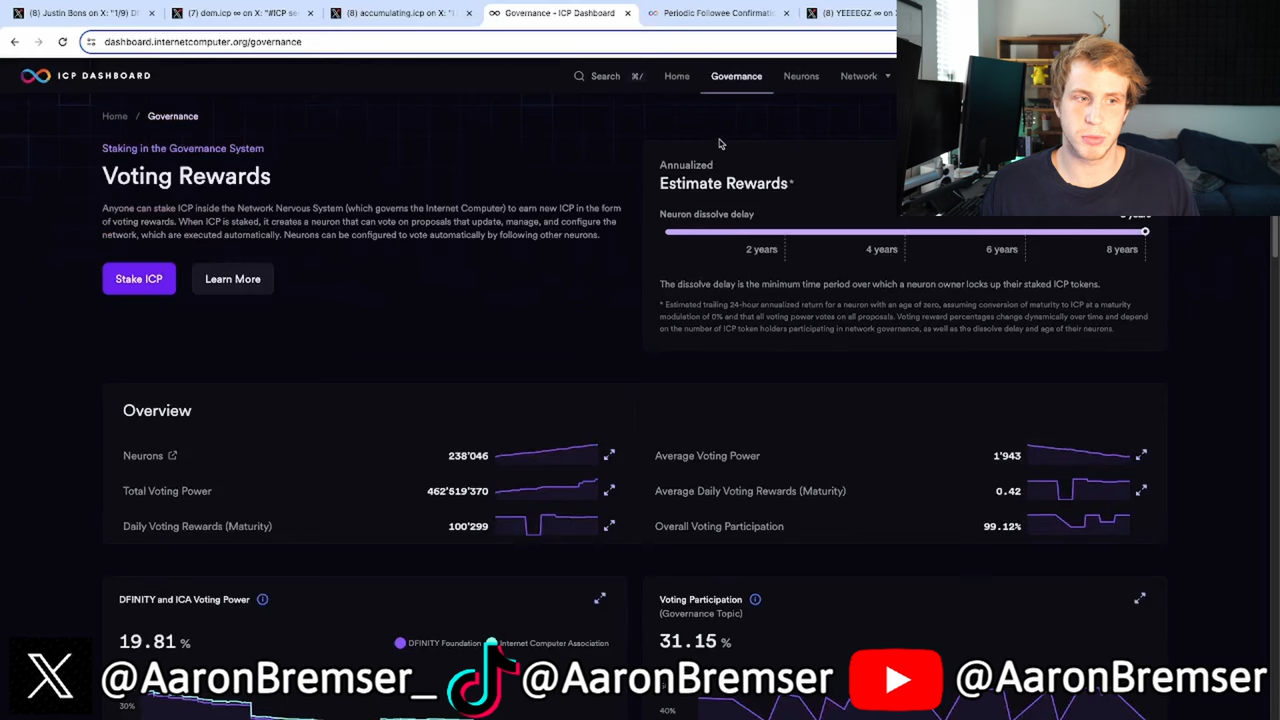 (8) Justin Bons on X: "1/9) D
(7) dom.icp ∞ on X: "#ICP se
(8) accumulating.icp on X: "I
Governance - ICP Dashboard
Periodic Followee Confirmati
(8) YEEEEGZ ∞ on X
dashboard.internetcomputer.org/governance
ICP DASHBOARD
Search ⌘/ Home Governance Neurons Network
Home / Governance
Staking in the Governance System
Voting Rewards
Anyone can stake ICP inside the Network Nervous System (which governs the Internet Computer) to earn new ICP in the form
of voting rewards. When ICP is staked, it creates a neuron that can vote on proposals that update, manage, and configure the
network, which are executed automatically. Neurons can be configured to vote automatically by following other neurons.
Stake ICP
Learn More
Annualized
Estimate Rewards*
Neuron dissolve delay
2 years 4 years 6 years 8 years
The dissolve delay is the minimum time period over which a neuron owner locks up their staked ICP tokens.
* Estimated trailing 24-hour annualized return for a neuron with an age of zero, assuming conversion of maturity to ICP at a maturity
modulation of 0% and that all voting power votes on all proposals. Voting reward percentages change dynamically over time and depend
on the number of ICP token holders participating in network governance, as well as the dissolve delay and age of their neurons.
Overview
Neurons 238'046
Total Voting Power 462'519'370
Daily Voting Rewards (Maturity) 100'299
Average Voting Power 1'943
Average Daily Voting Rewards (Maturity) 0.42
Overall Voting Participation 99.12%
DFINITY and ICA Voting Power
19.81 %
DFINITY Foundation Internet Computer Association
30%
Voting Participation
(Governance Topic)
31.15 %
40%
@AaronBremser_
@AaronBremser
@AaronBremser